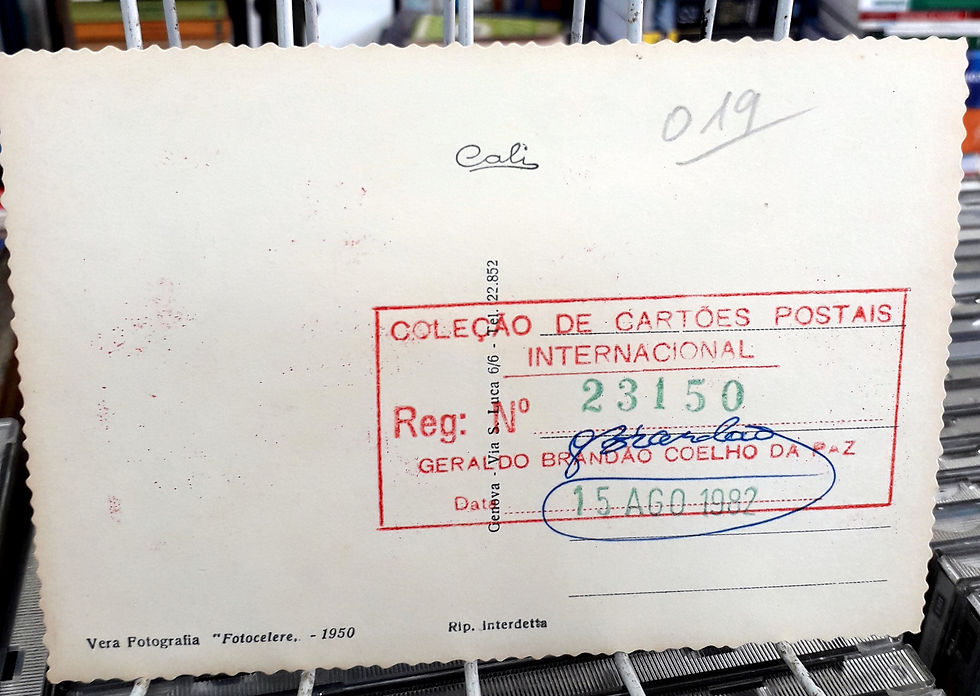 019
Cali
Genova - Via S. Luca 6/6 - Tel. 22.852
COLEÇÃO DE CARTÕES POSTAIS
INTERNACIONAL
Reg: Nº 23150
GBrandão
GERALDO BRANDÃO COELHO DA PAZ
Data 15 AGO 1982
Vera Fotografia "Fotocelere„ - 1950
Rip. Interdetta